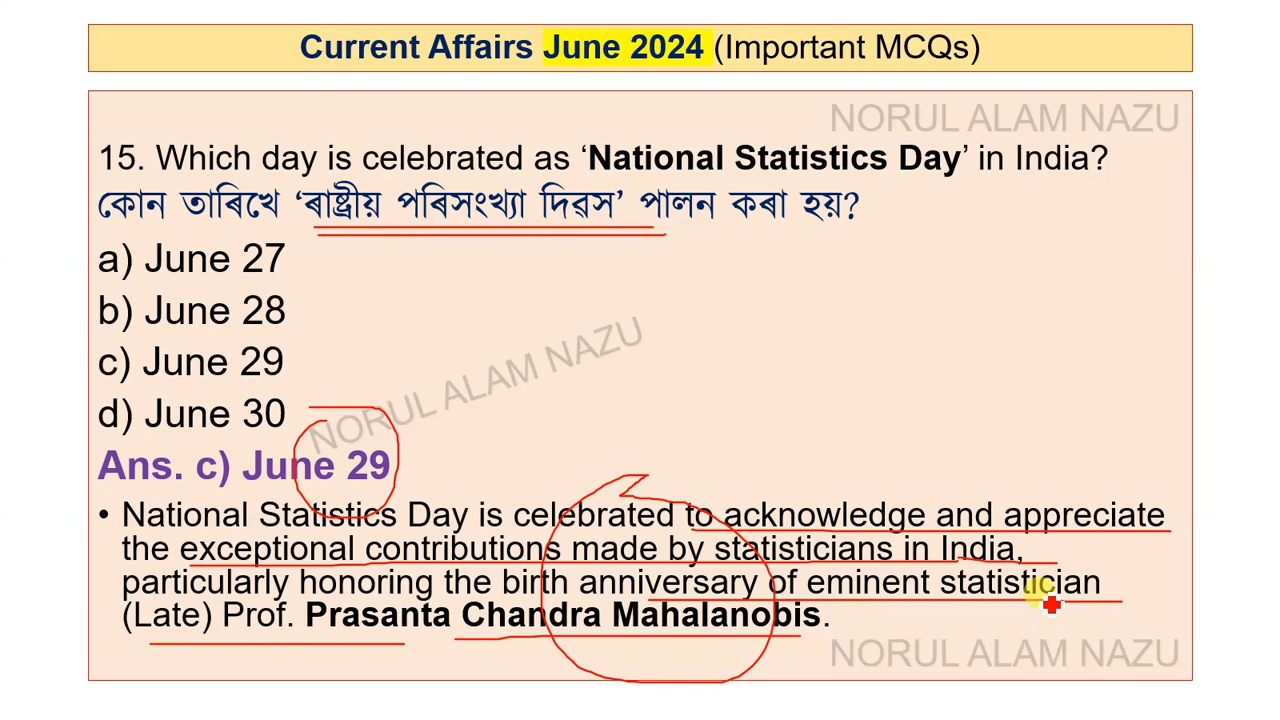 Current Affairs June 2024 (Important MCQs)
NORUL ALAM NAZU
15. Which day is celebrated as ‘National Statistics Day’ in India?
কোন তাৰিখে ‘ৰাষ্ট্ৰীয় পৰিসংখ্যা দিৱস’ পালন কৰা হয়?
a) June 27
b) June 28
c) June 29
d) June 30
NORUL ALAM NAZU
Ans. c) June 29
• National Statistics Day is celebrated to acknowledge and appreciate
the exceptional contributions made by statisticians in India,
particularly honoring the birth anniversary of eminent statistician
(Late) Prof. Prasanta Chandra Mahalanobis.
NORUL ALAM NAZU